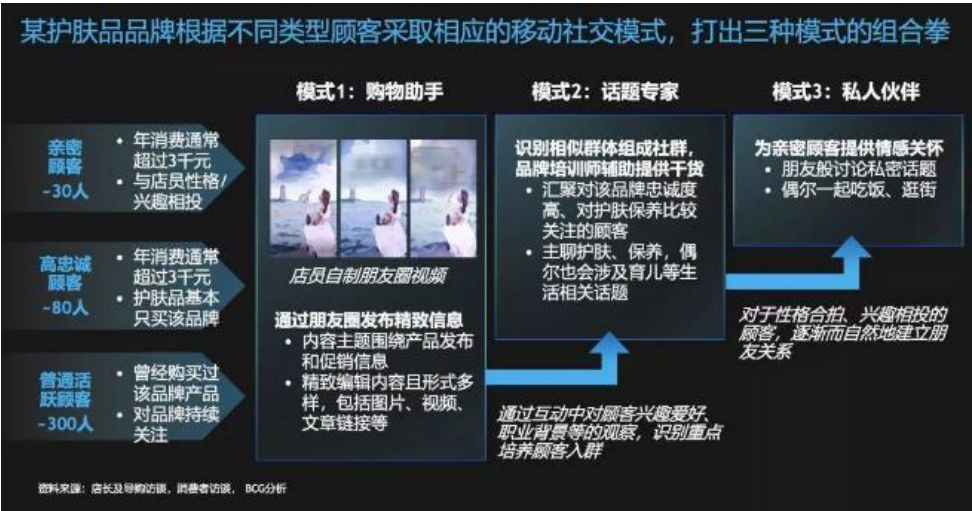 某护肤品品牌根据不同类型顾客采取相应的移动社交模式，打出三种模式的组合拳
模式1：购物助手
模式2：话题专家
模式3：私人伙伴
亲密
顾客
~30人
• 年消费通常
超过3千元
• 与店员性格/
兴趣相投
高忠诚
顾客
~80人
• 年消费通常
超过3千元
• 护肤品基本
只买该品牌
普通活
跃顾客
~300人
• 曾经购买过
该品牌产品
• 对品牌持续
关注
店员自制朋友圈视频
通过朋友圈发布精致信息
• 内容主题围绕产品发布
和促销信息
• 精致编辑内容且形式多
样，包括图片、视频、
文章链接等
识别相似群体组成社群，
品牌培训师辅助提供干货
• 汇聚对该品牌忠诚度
高、对护肤保养比较
关注的顾客
• 主聊护肤、保养，偶
尔也会涉及育儿等生
活相关话题
通过互动中对顾客兴趣爱好、
职业背景等的观察，识别重点
培养顾客入群
为亲密顾客提供情感关怀
• 朋友般讨论私密话题
• 偶尔一起吃饭、逛街
对于性格合拍、兴趣相投的
顾客，逐渐而自然地建立朋
友关系
资料来源：店长及导购访谈，消费者访谈，BCG分析